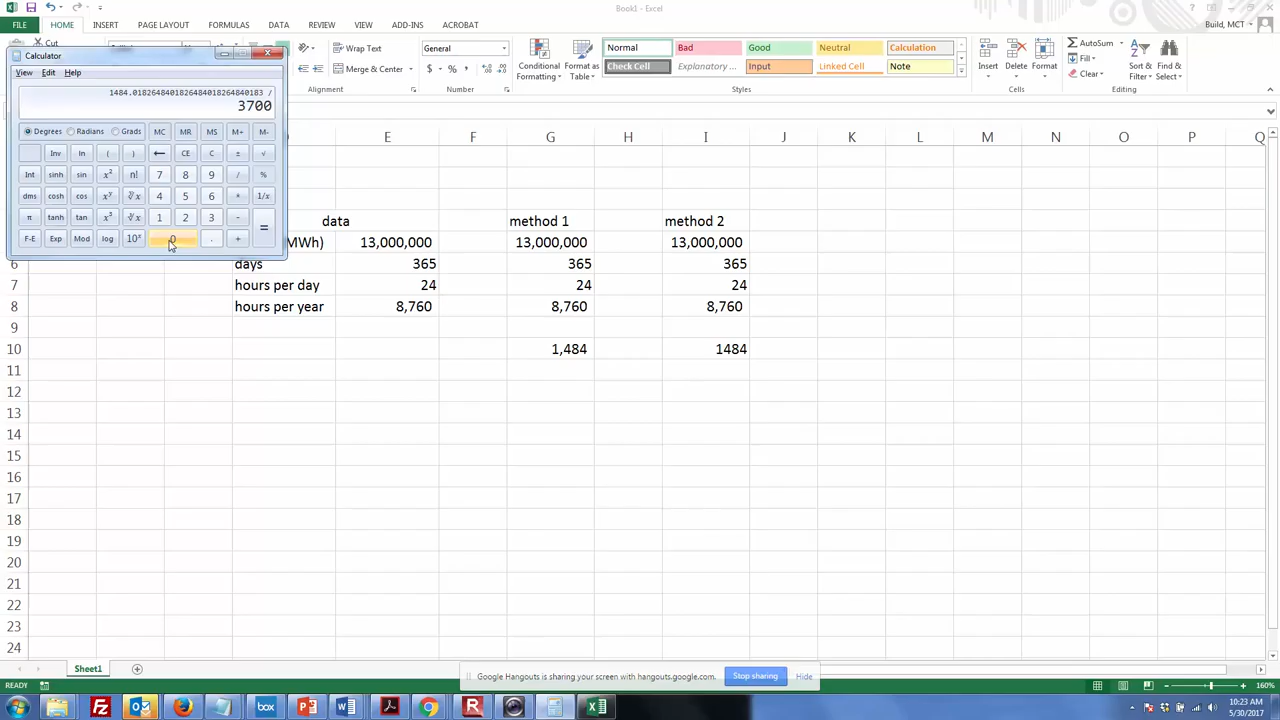 Book1 - Excel
FILE HOME INSERT PAGE LAYOUT FORMULAS DATA REVIEW VIEW ADD-INS ACROBAT Build, MCT
Cut
Wrap Text General Normal Bad Good Neutral Calculation AutoSum
Fill
Merge & Center $ % Conditional Formatting Format as Table Check Cell Explanatory ... Input Linked Cell Note Insert Delete Format Clear Sort & Filter Find & Select
Alignment Number Styles Cells Editing
Calculator
View Edit Help
1484.0182648401826484018264840183 /
3700
Degrees Radians Grads MC MR MS M+ M-
Inv ln ( ) ← CE C ± √
Int sinh sin x² n! 7 8 9 / %
dms cosh cos xʸ ʸ√x 4 5 6 * 1/x
π tanh tan x³ ³√x 1 2 3 - =
F-E Exp Mod log 10ˣ 0 . +
E F G H I J K L M N O P Q
data method 1 method 2
MWh) 13,000,000 13,000,000 13,000,000
6 days 365 365 365
7 hours per day 24 24 24
8 hours per year 8,760 8,760 8,760
9
10 1,484 1484
11
12
13
14
15
16
17
18
19
20
21
22
23
24
Sheet1
Google Hangouts is sharing your screen with hangouts.google.com. Stop sharing Hide
READY 160%
10:23 AM
5/30/2017